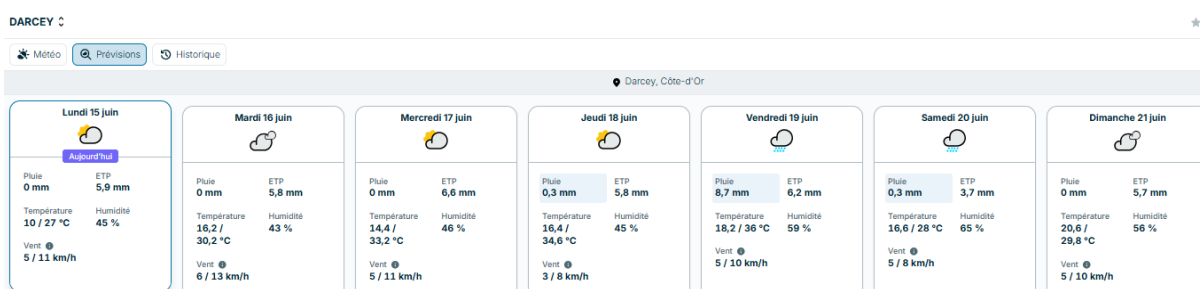 DARCEY
Météo Prévisions Historique
Darcey, Côte-d'Or
Lundi 15 juin
Aujourd'hui
Pluie ETP
0 mm 5,9 mm
Température Humidité
10 / 27 °C 45 %
Vent
5 / 11 km/h
Mardi 16 juin
Pluie ETP
0 mm 5,8 mm
Température Humidité
16,2 / 43 %
30,2 °C
Vent
6 / 13 km/h
Mercredi 17 juin
Pluie ETP
0 mm 6,6 mm
Température Humidité
14,4 / 46 %
33,2 °C
Vent
5 / 11 km/h
Jeudi 18 juin
Pluie ETP
0,3 mm 5,8 mm
Température Humidité
16,4 / 45 %
34,6 °C
Vent
3 / 8 km/h
Vendredi 19 juin
Pluie ETP
8,7 mm 6,2 mm
Température Humidité
18,2 / 36 °C 59 %
Vent
5 / 10 km/h
Samedi 20 juin
Pluie ETP
0,3 mm 3,7 mm
Température Humidité
16,6 / 28 °C 65 %
Vent
5 / 8 km/h
Dimanche 21 juin
Pluie ETP
0 mm 5,7 mm
Température Humidité
20,6 / 56 %
29,8 °C
Vent
5 / 10 km/h